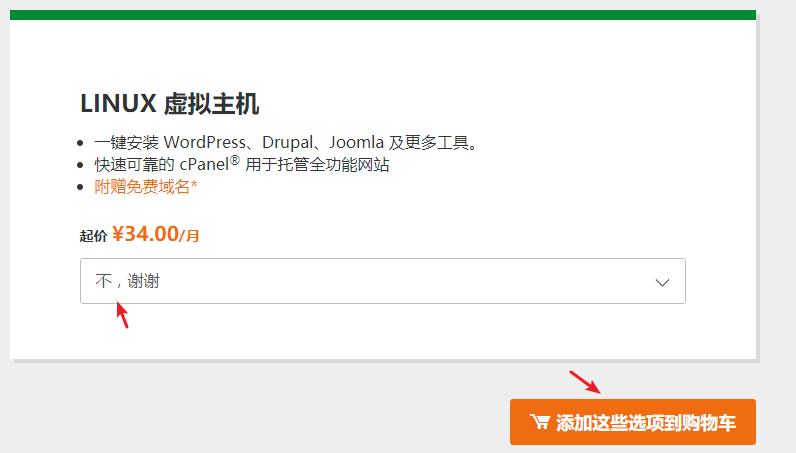 LINUX 虚拟主机
一键安装 WordPress、Drupal、Joomla 及更多工具。
快速可靠的 cPanel® 用于托管全功能网站
附赠免费域名*
起价 ¥34.00/月
不，谢谢
添加这些选项到购物车